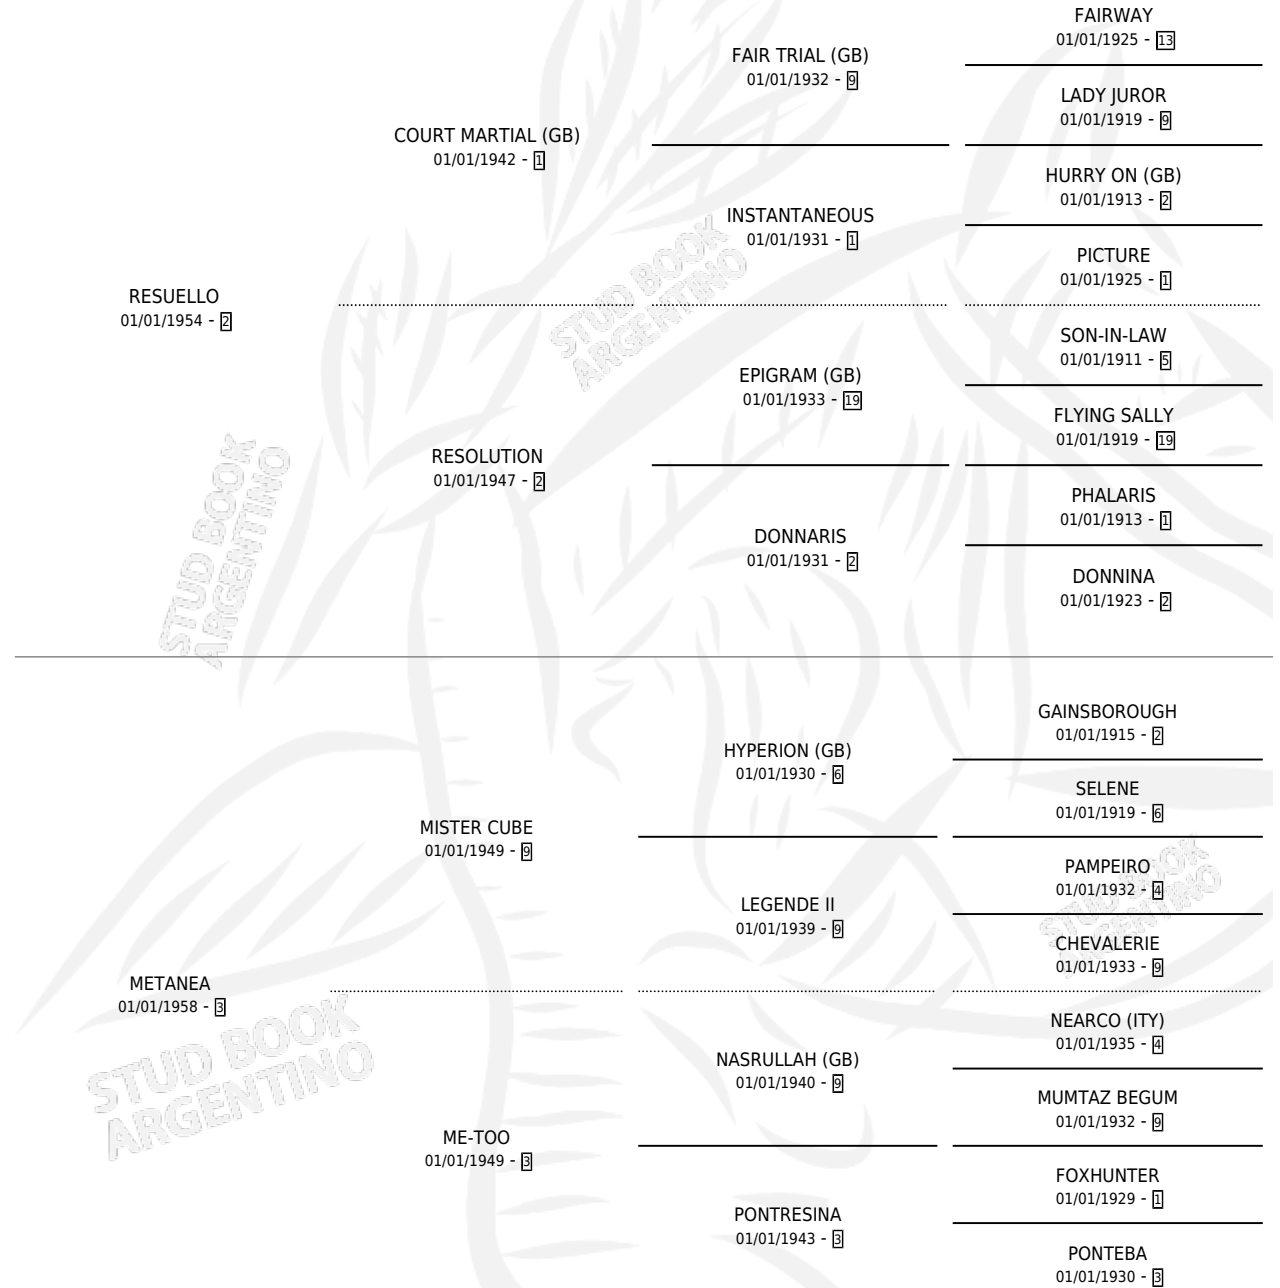 FAIRWAY
01/01/1925 - 13
FAIR TRIAL (GB)
01/01/1932 - 9
LADY JUROR
01/01/1919 - 9
COURT MARTIAL (GB)
01/01/1942 - 1
HURRY ON (GB)
01/01/1913 - 2
INSTANTANEOUS
01/01/1931 - 1
PICTURE
01/01/1925 - 1
RESUELLO
01/01/1954 - 2
SON-IN-LAW
01/01/1911 - 5
EPIGRAM (GB)
01/01/1933 - 19
FLYING SALLY
01/01/1919 - 19
RESOLUTION
01/01/1947 - 2
PHALARIS
01/01/1913 - 1
DONNARIS
01/01/1931 - 2
DONNINA
01/01/1923 - 2
GAINSBOROUGH
01/01/1915 - 2
HYPERION (GB)
01/01/1930 - 6
SELENE
01/01/1919 - 6
MISTER CUBE
01/01/1949 - 9
PAMPEIRO
01/01/1932 - 4
LEGENDE II
01/01/1939 - 9
CHEVALERIE
01/01/1933 - 9
METANEA
01/01/1958 - 3
NEARCO (ITY)
01/01/1935 - 4
NASRULLAH (GB)
01/01/1940 - 9
MUMTAZ BEGUM
01/01/1932 - 9
ME-TOO
01/01/1949 - 3
FOXHUNTER
01/01/1929 - 1
PONTRESINA
01/01/1943 - 3
PONTEBA
01/01/1930 - 3
STUD BOOK
ARGENTINO
STUD BOOK
ARGENTINO
STUD BOOK
ARGENTINO
STUD BOOK
ARGENTINO